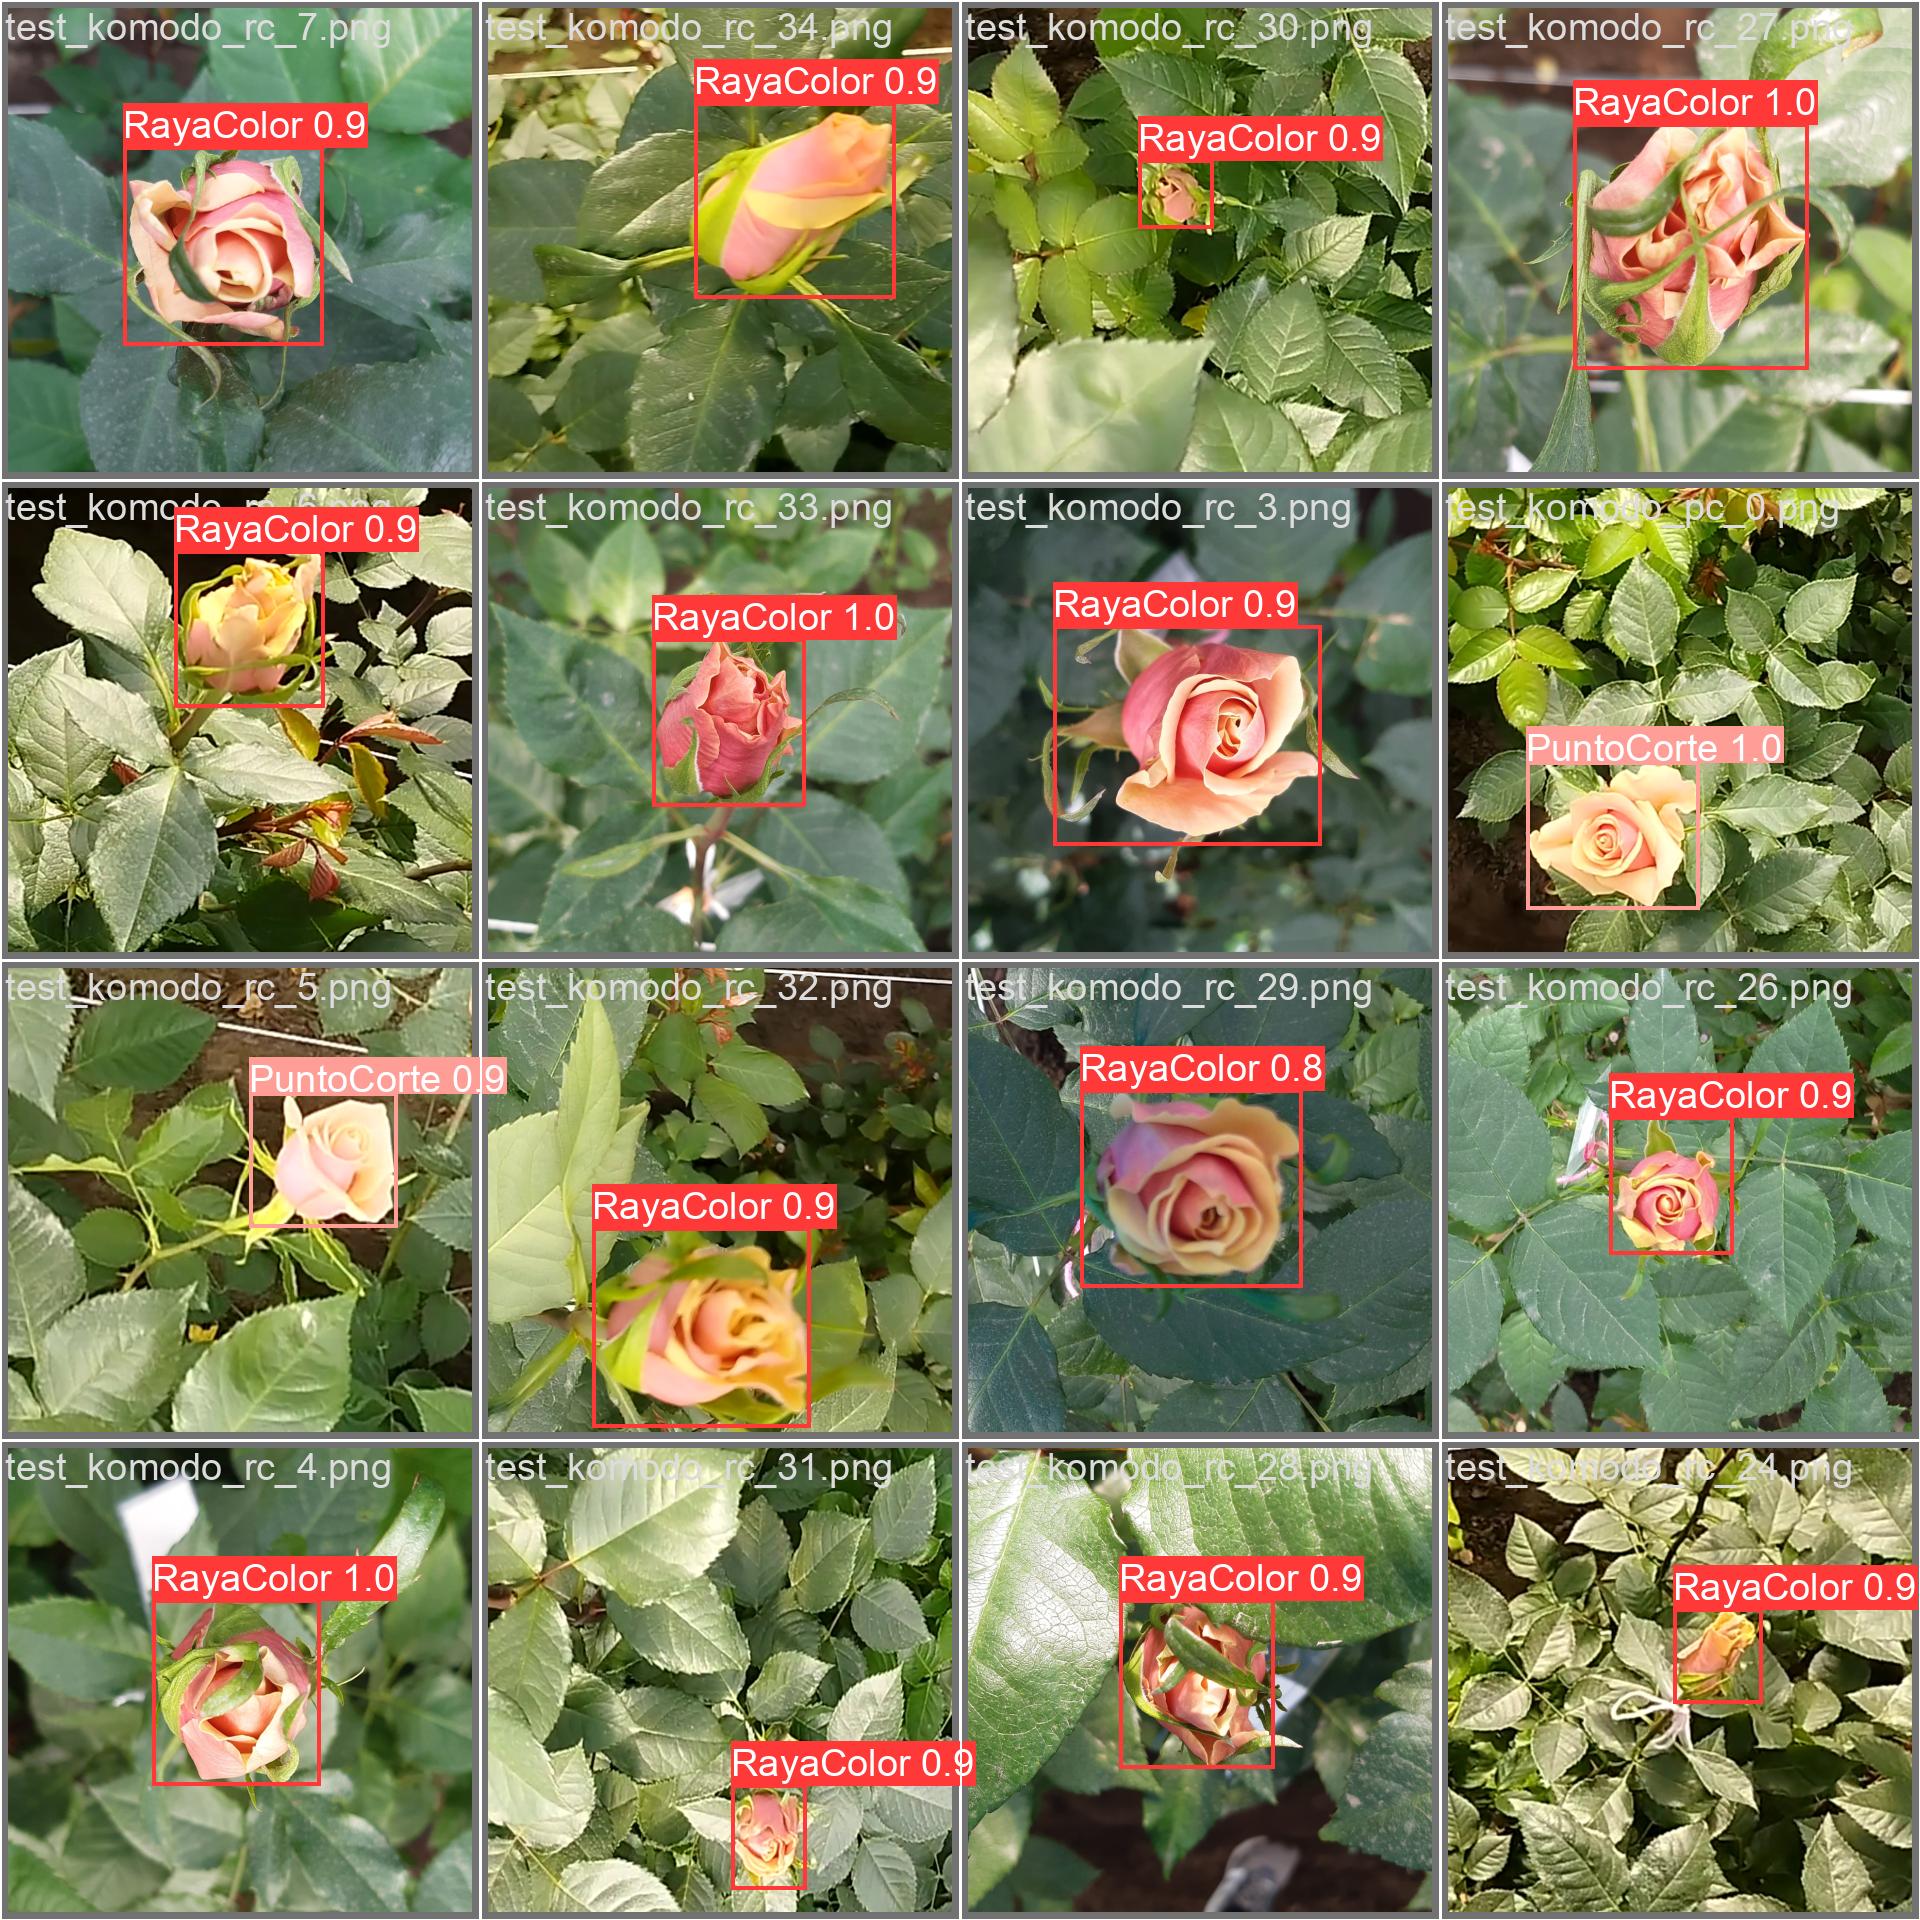 test_komodo_rc_7.png
RayaColor 0.9
test_komodo_rc_34.png
RayaColor 0.9
test_komodo_rc_30.png
RayaColor 0.9
test_komodo_rc_27.png
RayaColor 1.0
test_komodo_rc_6.png
RayaColor 0.9
test_komodo_rc_33.png
RayaColor 1.0
test_komodo_rc_3.png
RayaColor 0.9
test_komodo_pc_0.png
PuntoCorte 1.0
test_komodo_rc_5.png
PuntoCorte 0.9
test_komodo_rc_32.png
RayaColor 0.9
test_komodo_rc_29.png
RayaColor 0.8
test_komodo_rc_26.png
RayaColor 0.9
test_komodo_rc_4.png
RayaColor 1.0
test_komodo_rc_31.png
RayaColor 0.9
test_komodo_rc_28.png
RayaColor 0.9
test_komodo_rc_24.png
RayaColor 0.9